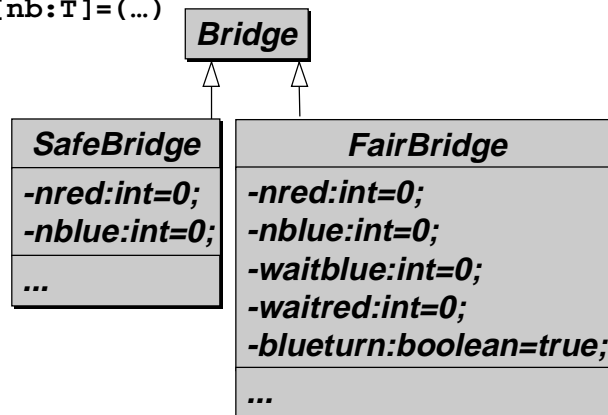 [nb:T]=(…)
Bridge
SafeBridge
-nred:int=0;
-nblue:int=0;
...
FairBridge
-nred:int=0;
-nblue:int=0;
-waitblue:int=0;
-waitred:int=0;
-blueturn:boolean=true;
...